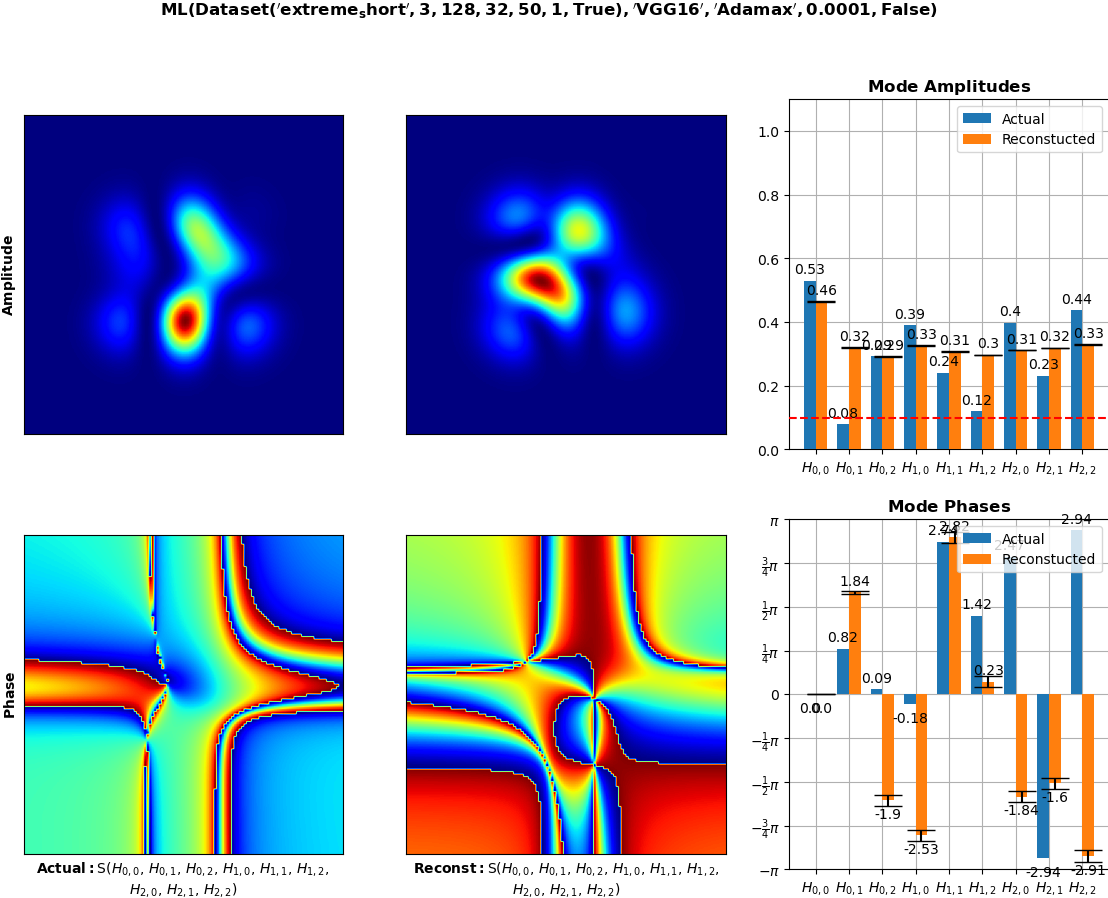 ML(Dataset('extreme_short', 3, 128, 32, 50, 1, True), 'VGG16', 'Adamax', 0.0001, False)
Amplitude
Mode Amplitudes
Actual
Reconstucted
1.0
0.8
0.6
0.4
0.2
0.0
0.53
0.46
0.08
0.32
0.29
0.29
0.39
0.33
0.24
0.31
0.12
0.3
0.4
0.31
0.23
0.32
0.44
0.33
H0,0 H0,1 H0,2 H1,0 H1,1 H1,2 H2,0 H2,1 H2,2
Phase
Mode Phases
Actual
Reconstucted
π
3/4π
1/2π
1/4π
0
−1/4π
−1/2π
−3/4π
−π
0.0
0.0
0.82
1.84
0.09
-1.9
-0.18
-2.53
2.74
2.82
1.42
0.23
2.47
-1.84
-2.94
-1.6
2.94
-2.91
H0,0 H0,1 H0,2 H1,0 H1,1 H1,2 H2,0 H2,1 H2,2
Actual: S(H0,0, H0,1, H0,2, H1,0, H1,1, H1,2,
H2,0, H2,1, H2,2)
Reconst: S(H0,0, H0,1, H0,2, H1,0, H1,1, H1,2,
H2,0, H2,1, H2,2)